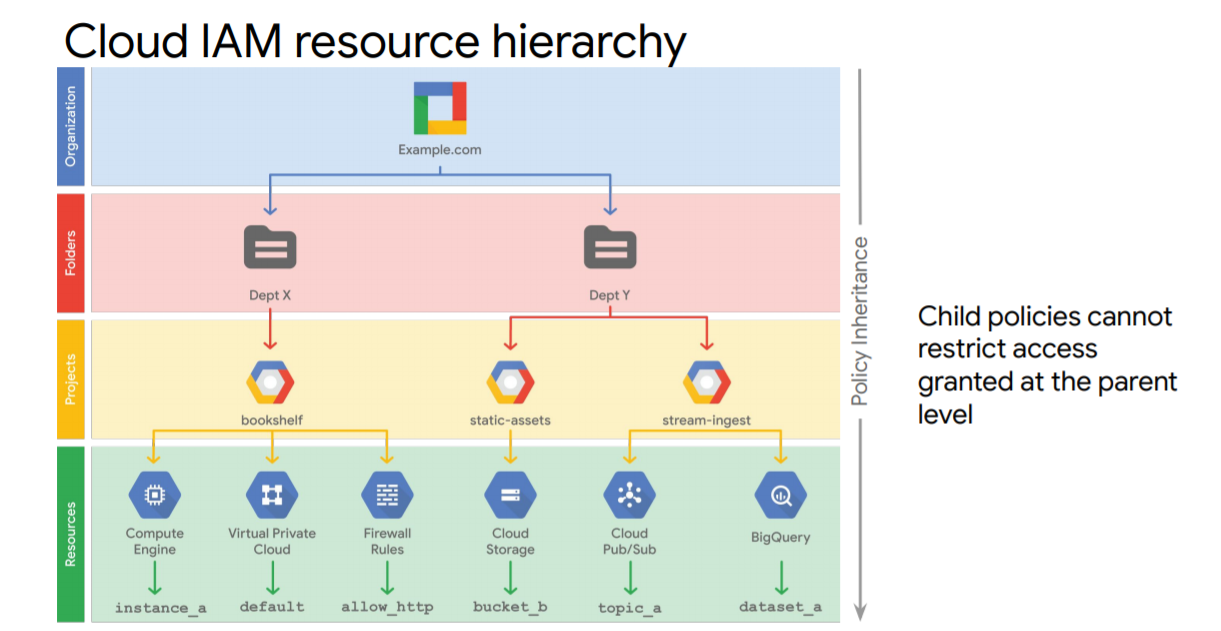 Cloud IAM resource hierarchy
Organization
Example.com
Folders
Dept X
Dept Y
Projects
bookshelf
static-assets
stream-ingest
Resources
Compute
Engine
Virtual Private
Cloud
Firewall
Rules
Cloud
Storage
Cloud
Pub/Sub
BigQuery
instance_a
default
allow_http
bucket_b
topic_a
dataset_a
Policy Inheritance
Child policies cannot
restrict access
granted at the parent
level